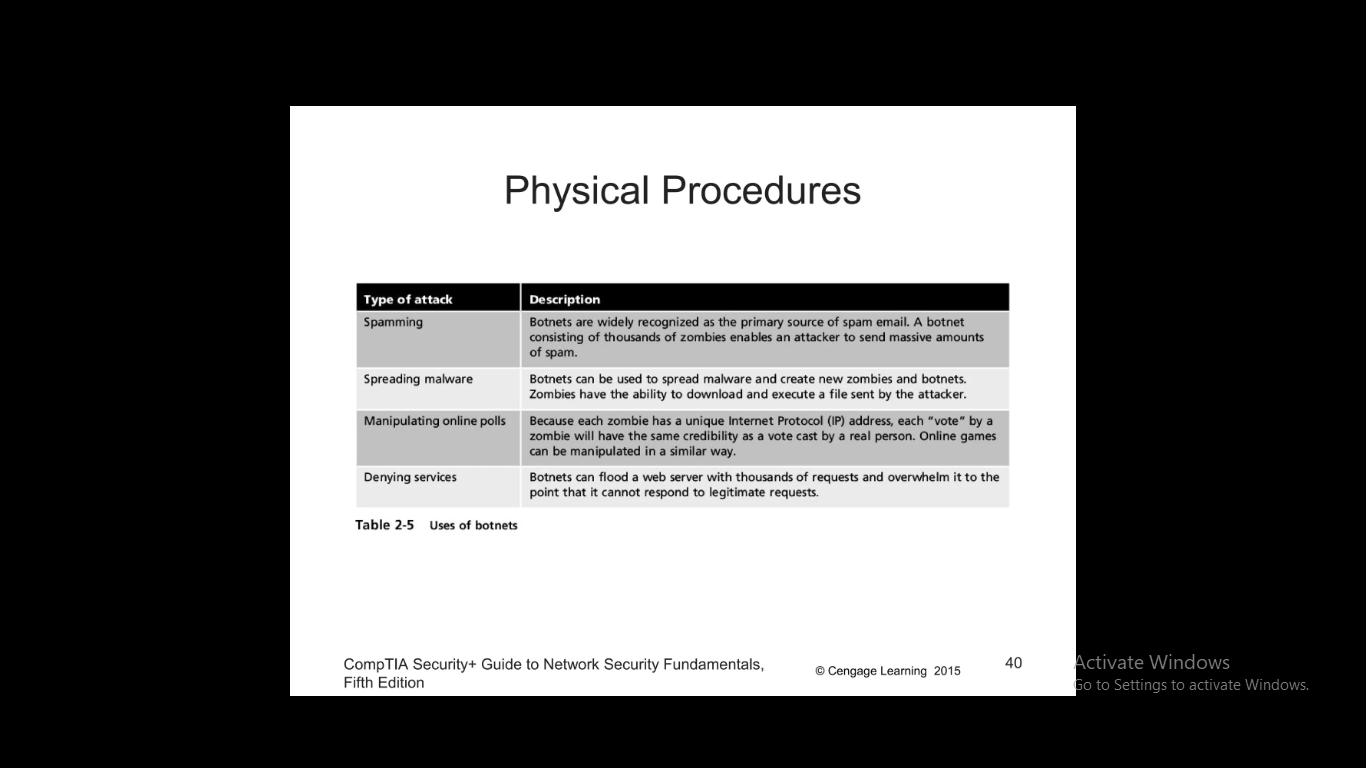 Physical Procedures
Type of attack Description
Spamming Botnets are widely recognized as the primary source of spam email. A botnet
consisting of thousands of zombies enables an attacker to send massive amounts
of spam.
Spreading malware Botnets can be used to spread malware and create new zombies and botnets.
Zombies have the ability to download and execute a file sent by the attacker.
Manipulating online polls Because each zombie has a unique Internet Protocol (IP) address, each “vote” by a
zombie will have the same credibility as a vote cast by a real person. Online games
can be manipulated in a similar way.
Denying services Botnets can flood a web server with thousands of requests and overwhelm it to the
point that it cannot respond to legitimate requests.
Table 2-5 Uses of botnets
CompTIA Security+ Guide to Network Security Fundamentals,
Fifth Edition
© Cengage Learning 2015
40
Activate Windows
Go to Settings to activate Windows.